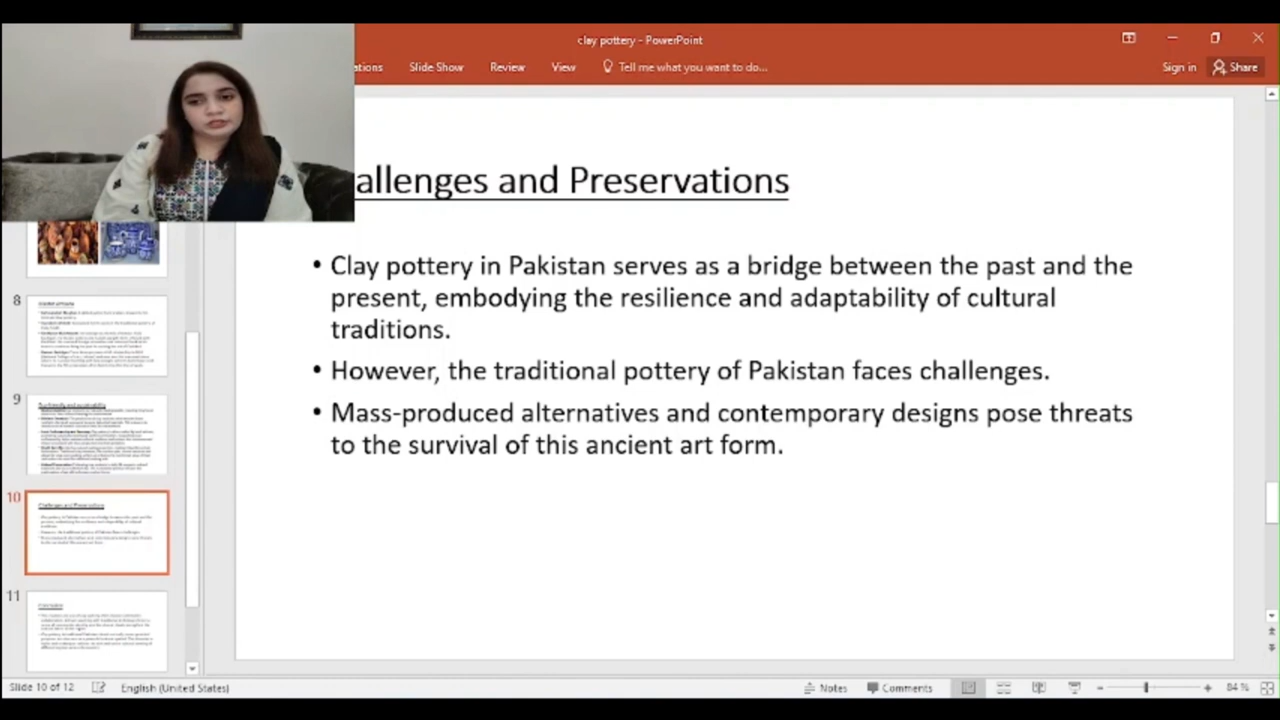 clay pottery - PowerPoint
ations Slide Show Review View Tell me what you want to do... Sign in Share
allenges and Preservations
• Clay pottery in Pakistan serves as a bridge between the past and the
present, embodying the resilience and adaptability of cultural
traditions.
• However, the traditional pottery of Pakistan faces challenges.
• Mass-produced alternatives and contemporary designs pose threats
to the survival of this ancient art form.
8
9
10
Challenges and Preservations
11
Slide 10 of 12 English (United States) Notes Comments 84 %